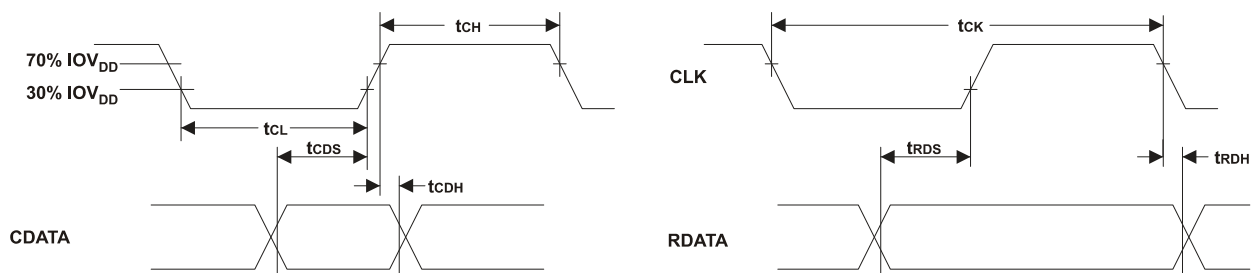 tCH
tCK
70% IOVDD
CLK
30% IOVDD
tCL
tCDS
tRDS
tRDH
tCDH
CDATA
RDATA